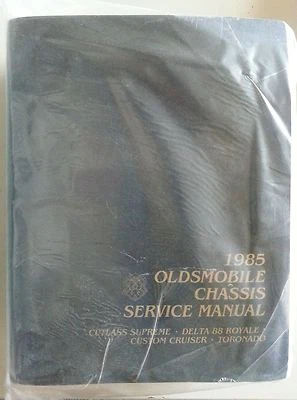 1985
OLDSMOBILE
CHASSIS
SERVICE MANUAL
CUTLASS SUPREME · DELTA 88 ROYALE ·
CUSTOM CRUISER · TORONADO